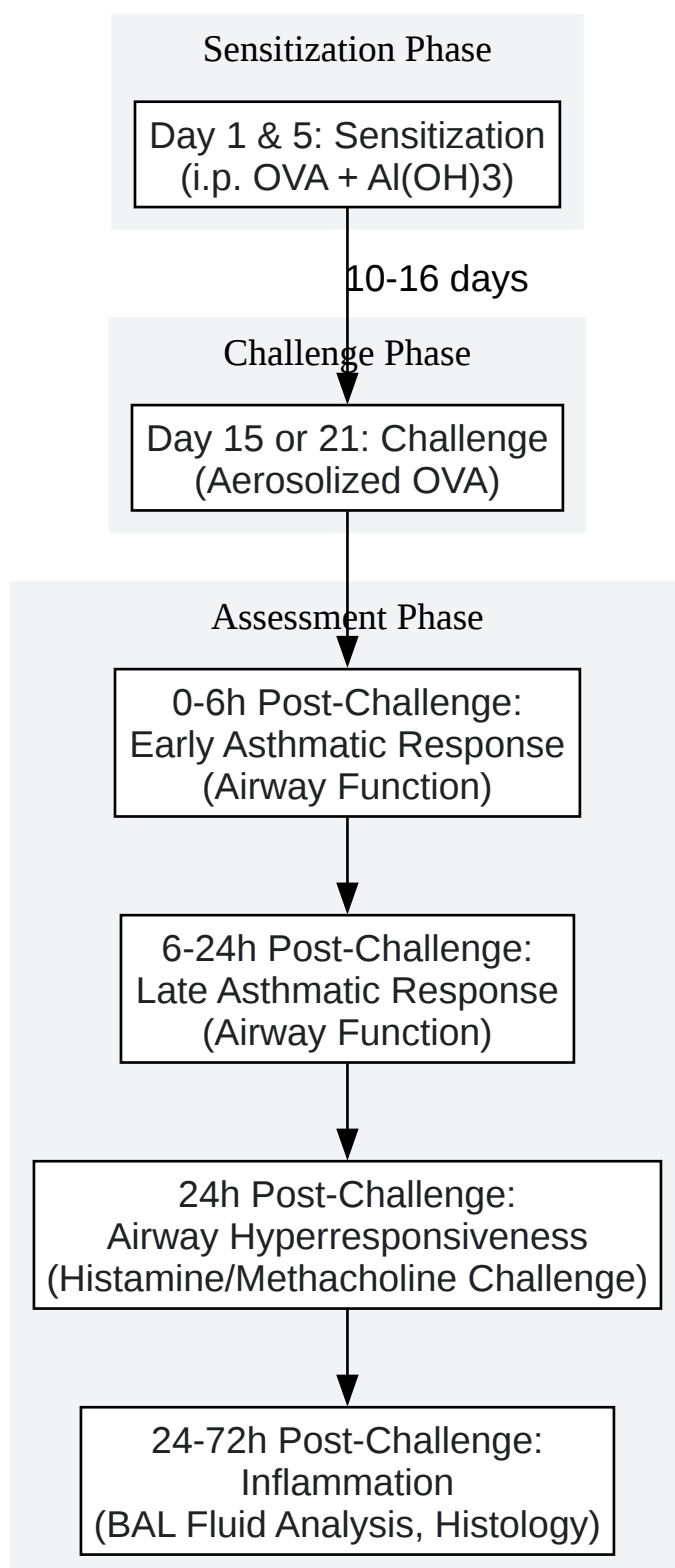 Sensitization Phase
Day 1 & 5: Sensitization
(i.p. OVA + Al(OH)3)
10-16 days
Challenge Phase
Day 15 or 21: Challenge
(Aerosolized OVA)
Assessment Phase
0-6h Post-Challenge:
Early Asthmatic Response
(Airway Function)
6-24h Post-Challenge:
Late Asthmatic Response
(Airway Function)
24h Post-Challenge:
Airway Hyperresponsiveness
(Histamine/Methacholine Challenge)
24-72h Post-Challenge:
Inflammation
(BAL Fluid Analysis, Histology)